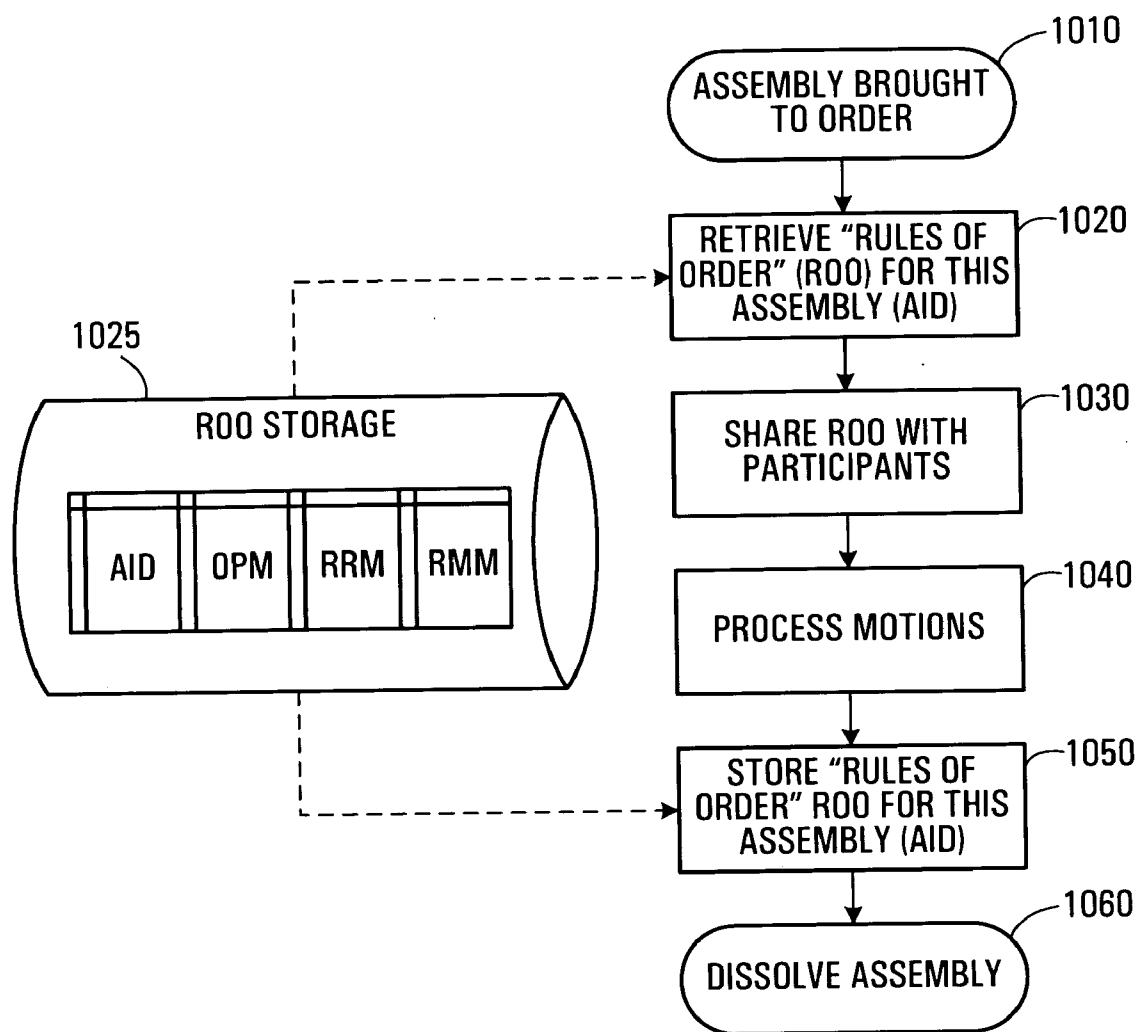 1010
ASSEMBLY BROUGHT
TO ORDER
1020
RETRIEVE “RULES OF
ORDER” (ROO) FOR THIS
ASSEMBLY (AID)
1025
ROO STORAGE
AID OPM RRM RMM
1030
SHARE ROO WITH
PARTICIPANTS
1040
PROCESS MOTIONS
1050
STORE “RULES OF
ORDER” ROO FOR THIS
ASSEMBLY (AID)
1060
DISSOLVE ASSEMBLY